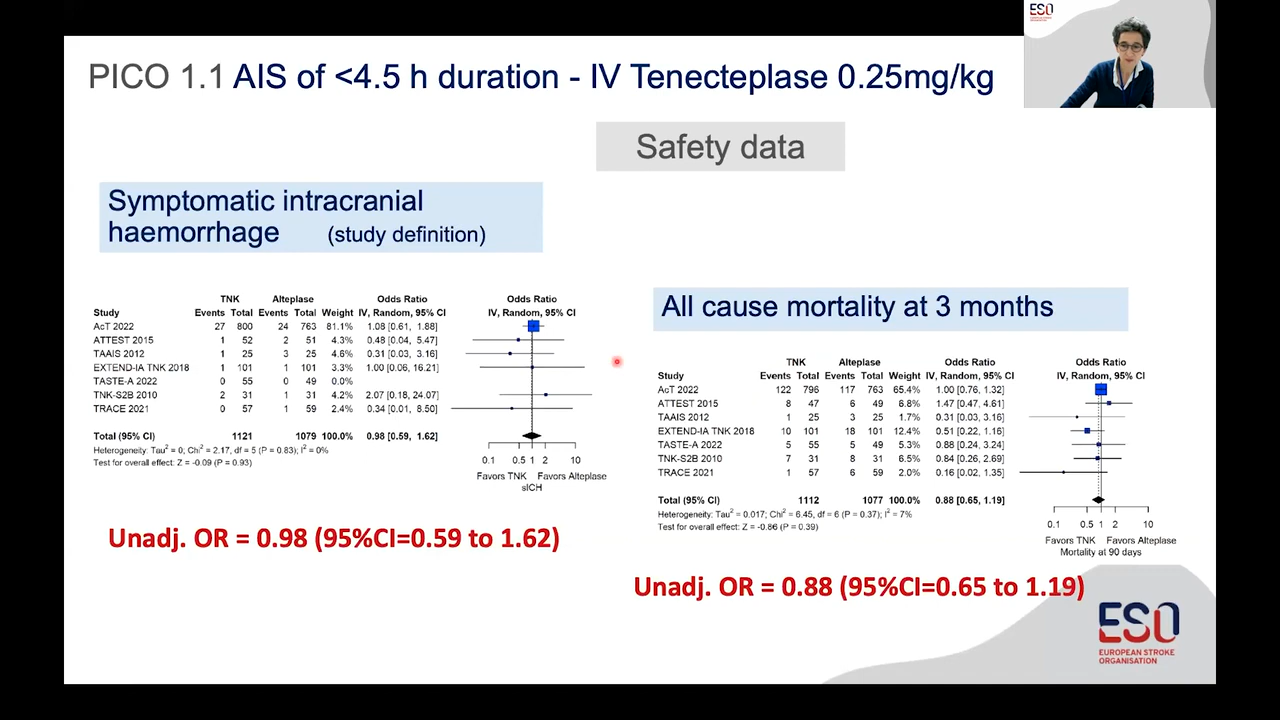 ESO
PICO 1.1 AIS of <4.5 h duration - IV Tenecteplase 0.25mg/kg
Safety data
Symptomatic intracranial
haemorrhage (study definition)
TNK Alteplase Odds Ratio Odds Ratio
Study Events Total Events Total Weight IV, Random, 95% CI IV, Random, 95% CI
AcT 2022 27 800 24 763 81.1% 1.08 [0.61, 1.88]
ATTEST 2015 1 52 2 51 4.2% 0.48 [0.04, 5.47]
TAAIS 2012 1 25 3 25 4.6% 0.31 [0.03, 3.16]
EXTEND-IA TNK 2018 1 101 1 101 3.3% 1.00 [0.06, 16.21]
TASTE-A 2022 0 55 0 49 0.0%
TNK-S2B 2010 2 31 1 31 4.3% 2.07 [0.18, 24.07]
TRACE 2021 0 57 1 59 2.4% 0.34 [0.01, 8.50]
Total (95% CI) 1121 1079 100.0% 0.98 [0.59, 1.62]
Heterogeneity: Tau² = 0; Chi² = 2.17, df = 5 (P = 0.83); I² = 0%
Test for overall effect: Z = -0.09 (P = 0.93)
0.1 0.5 1 2 10
Favors TNK Favors Alteplase
sICH
Unadj. OR = 0.98 (95%CI=0.59 to 1.62)
All cause mortality at 3 months
TNK Alteplase Odds Ratio Odds Ratio
Study Events Total Events Total Weight IV, Random, 95% CI IV, Random, 95% CI
AcT 2022 122 796 117 763 65.4% 1.00 [0.76, 1.32]
ATTEST 2015 8 47 6 49 6.6% 1.47 [0.47, 4.61]
TAAIS 2012 1 25 3 25 1.7% 0.31 [0.03, 3.16]
EXTEND-IA TNK 2018 10 101 18 101 12.4% 0.51 [0.22, 1.16]
TASTE-A 2022 5 55 5 49 5.3% 0.88 [0.24, 3.24]
TNK-S2B 2010 7 31 8 31 6.5% 0.84 [0.26, 2.69]
TRACE 2021 1 57 6 59 2.0% 0.16 [0.02, 1.35]
Total (95% CI) 1112 1077 100.0% 0.88 [0.65, 1.19]
Heterogeneity: Tau² = 0.017; Chi² = 6.45, df = 6 (P = 0.37); I² = 7%
Test for overall effect: Z = -0.86 (P = 0.39)
0.1 0.5 1 2 10
Favors TNK Favors Alteplase
Mortality at 90 days
Unadj. OR = 0.88 (95%CI=0.65 to 1.19)
ESO
EUROPEAN STROKE
ORGANISATION